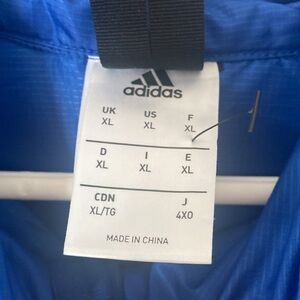 adidas
UK US F
XL XL XL
D I E
XL XL XL
CDN J
XL/TG 4XO
MADE IN CHINA